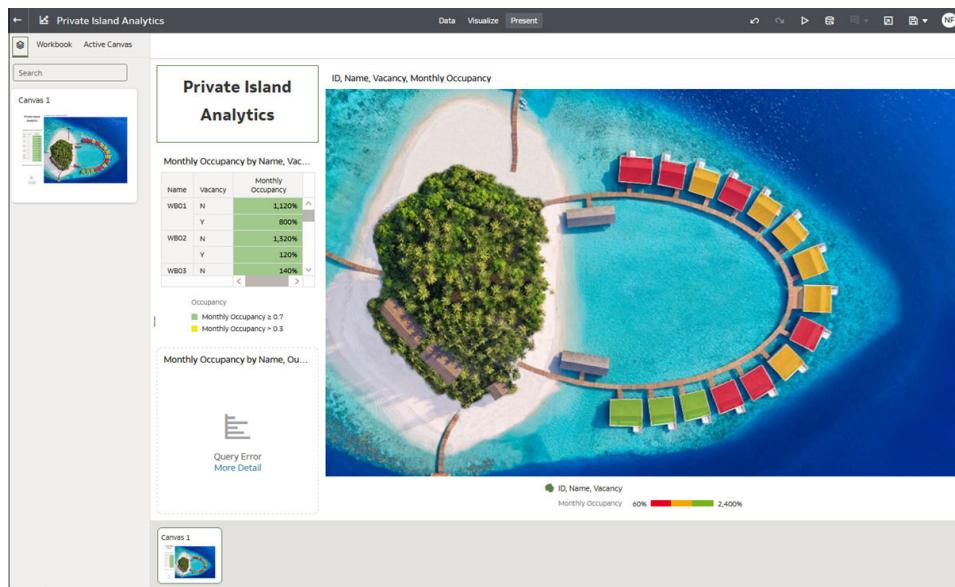 Private Island Analytics
Data Visualize Present
NF
Workbook Active Canvas
Search
Canvas 1
Private Island
Analytics
Monthly Occupancy by Name, Vac...
Name Vacancy Monthly Occupancy
WB01 N 1,120%
Y 800%
WB02 N 1,320%
Y 120%
WB03 N 140%
Occupancy
Monthly Occupancy ≥ 0.7
Monthly Occupancy > 0.3
Monthly Occupancy by Name, Ou...
Query Error
More Detail
ID, Name, Vacancy, Monthly Occupancy
ID, Name, Vacancy
Monthly Occupancy 60% 2,400%
Canvas 1